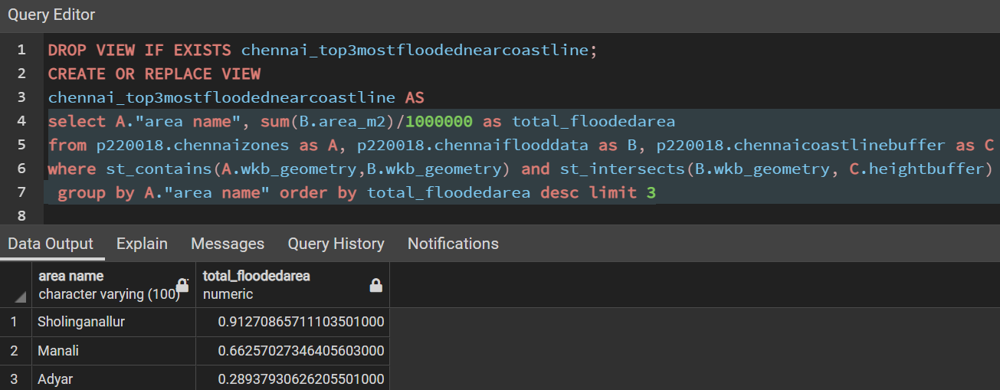 Query Editor
1 DROP VIEW IF EXISTS chennai_top3mostfloodednearcoastline;
2 CREATE OR REPLACE VIEW
3 chennai_top3mostfloodednearcoastline AS
4 select A."area name", sum(B.area_m2)/1000000 as total_floodedarea
5 from p220018.chennaizones as A, p220018.chennaiflooddata as B, p220018.chennaicoastlinebuffer as C
6 where st_contains(A.wkb_geometry,B.wkb_geometry) and st_intersects(B.wkb_geometry, C.heightbuffer)
7 group by A."area name" order by total_floodedarea desc limit 3
8
Data Output Explain Messages Query History Notifications
area name total_floodedarea
character varying (100) numeric
1 Sholinganallur 0.91270865711103501000
2 Manali 0.66257027346405603000
3 Adyar 0.28937930626205501000